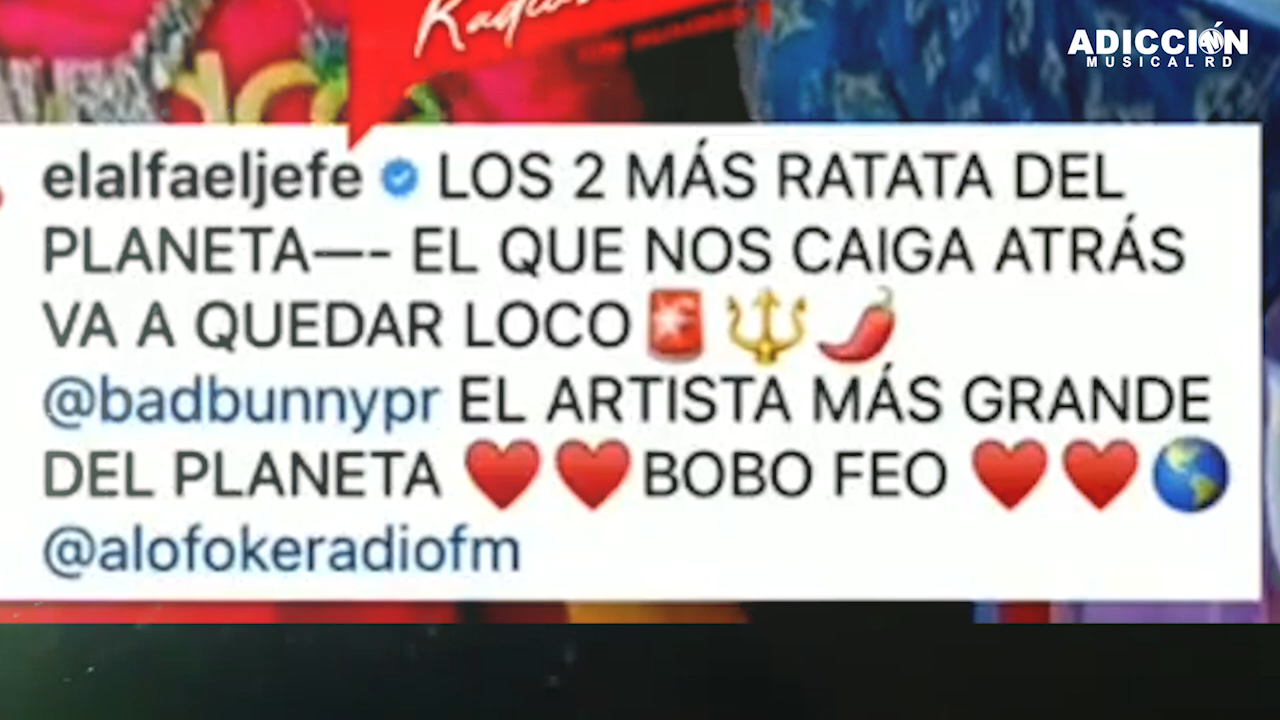 ADICCIÓN
MUSICAL RD
elalfaeljefe LOS 2 MÁS RATATA DEL
PLANETA—- EL QUE NOS CAIGA ATRÁS
VA A QUEDAR LOCO🚨🔱🌶️
@badbunnypr EL ARTISTA MÁS GRANDE
DEL PLANETA ♥️♥️BOBO FEO ♥️♥️🌎
@alofokeradiofm